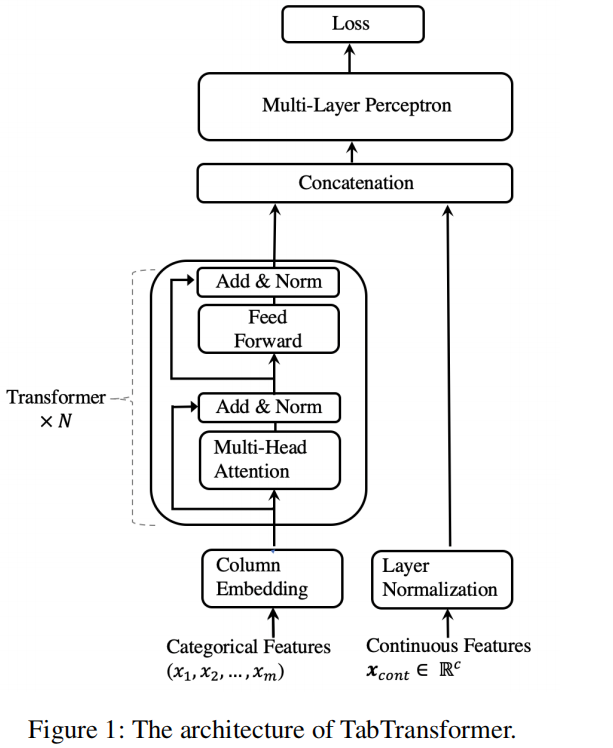 Loss
Multi-Layer Perceptron
Concatenation
Add & Norm
Feed
Forward
Transformer
× N
Add & Norm
Multi-Head
Attention
Column
Embedding
Layer
Normalization
Categorical Features
(x₁, x₂, ..., xₘ)
Continuous Features
x_cont ∈ ℝᶜ
Figure 1: The architecture of TabTransformer.